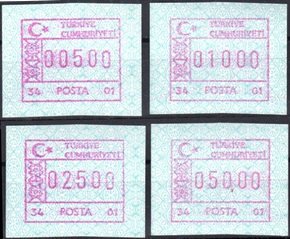 TÜRKİYE
CUMHURİYETİ
00500
34 POSTA 01
TÜRKİYE
CUMHURİYETİ
01000
34 POSTA 01
TÜRKİYE
CUMHURİYETİ
02500
34 POSTA 01
TÜRKİYE
CUMHURİYETİ
05000
34 POSTA 01